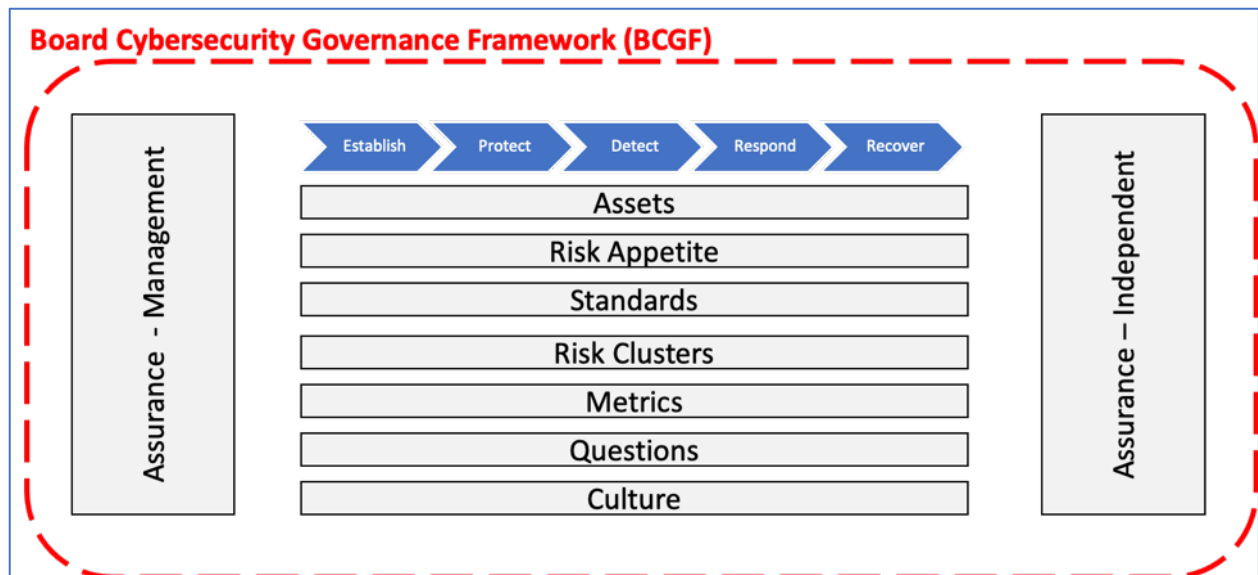 Board Cybersecurity Governance Framework (BCGF)
Assurance - Management
Establish
Protect
Detect
Respond
Recover
Assets
Risk Appetite
Standards
Risk Clusters
Metrics
Questions
Culture
Assurance – Independent